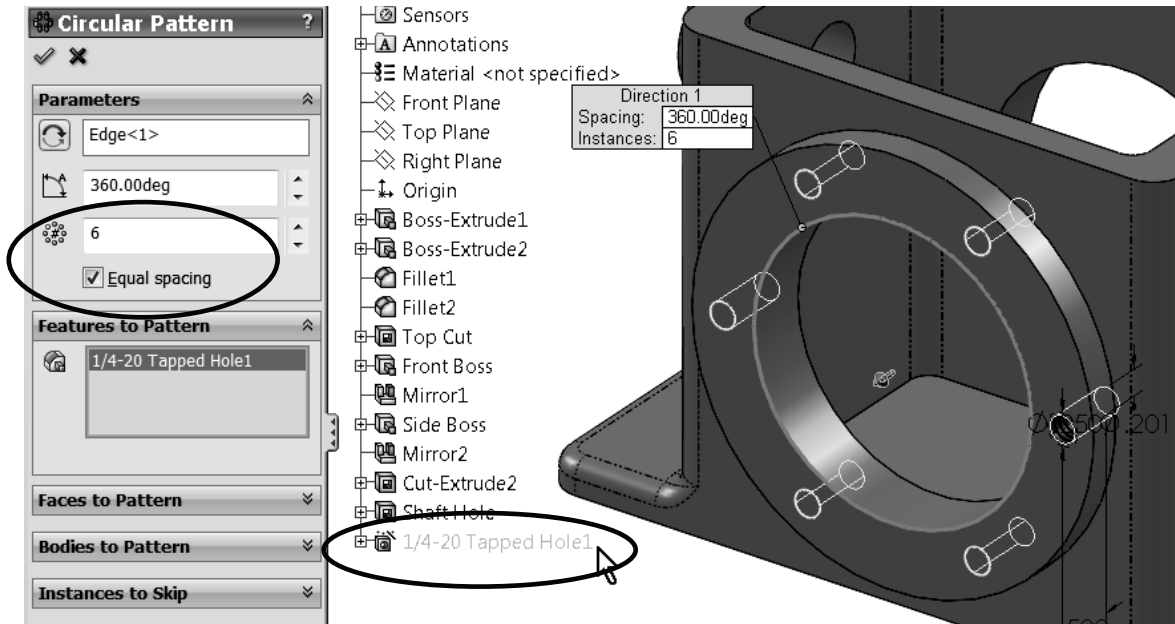 Circular Pattern ?
Parameters
Edge<1>
360.00deg
6
Equal spacing
Features to Pattern
1/4-20 Tapped Hole1
Faces to Pattern
Bodies to Pattern
Instances to Skip
Sensors
A Annotations
Material <not specified>
Front Plane
Top Plane
Right Plane
Origin
Boss-Extrude1
Boss-Extrude2
Fillet1
Fillet2
Top Cut
Front Boss
Mirror1
Side Boss
Mirror2
Cut-Extrude2
Shaft Hole
1/4-20 Tapped Hole1
Direction 1
Spacing: 360.00deg
Instances: 6
Ø.201